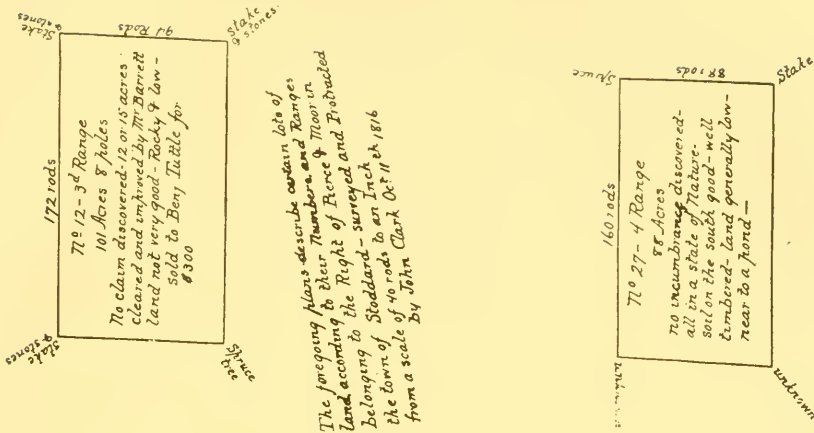 Stake
& stones
94 Rods
Stake
& stones
172 rods
No 12 - 3d Range
101 Acres 8 poles
No claim discovered - 12 or 15 acres
cleared and improved by Mr Barrett
land not very good - Rocky & low -
sold to Benj Tuttle for
$300
Stake
& stones
Spruce
The foregoing plans describe certain lots of
land according to their Numbers and Ranges
belonging to the Right of Pierce & Moor in
the town of Stoddard - surveyed and Protracted
from a scale of 40 rods to an Inch
By John Clark Oct 11th 1816
Spruce
88 rods
Stake
160 rods
No 27 - 4 Range
88 Acres
no incumbrance discovered -
all in a state of Nature -
soil on the south good - well
timbered - land generally low -
near to a pond —
unknown
unknown